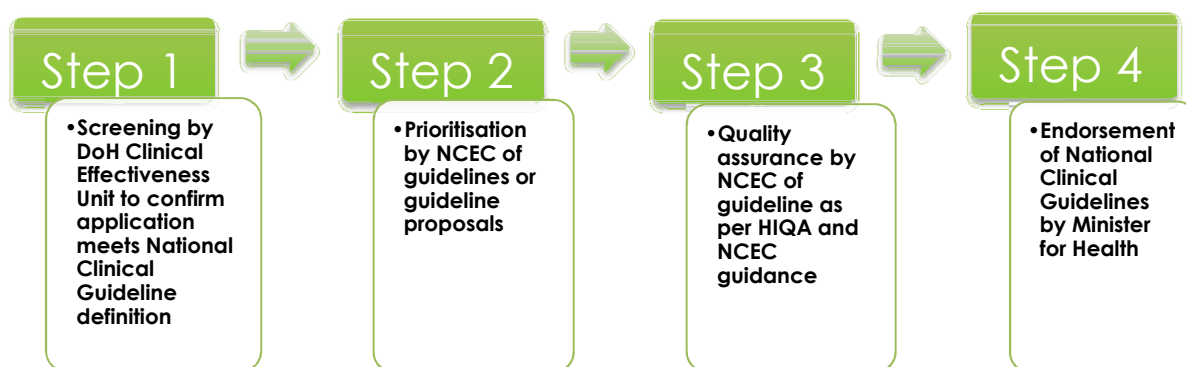 Step 1
•Screening by
DoH Clinical
Effectiveness
Unit to confirm
application
meets National
Clinical
Guideline
definition
Step 2
•Prioritisation
by NCEC of
guidelines or
guideline
proposals
Step 3
•Quality
assurance by
NCEC of
guideline as
per HIQA and
NCEC
guidance
Step 4
•Endorsement
of National
Clinical
Guidelines
by Minister
for Health